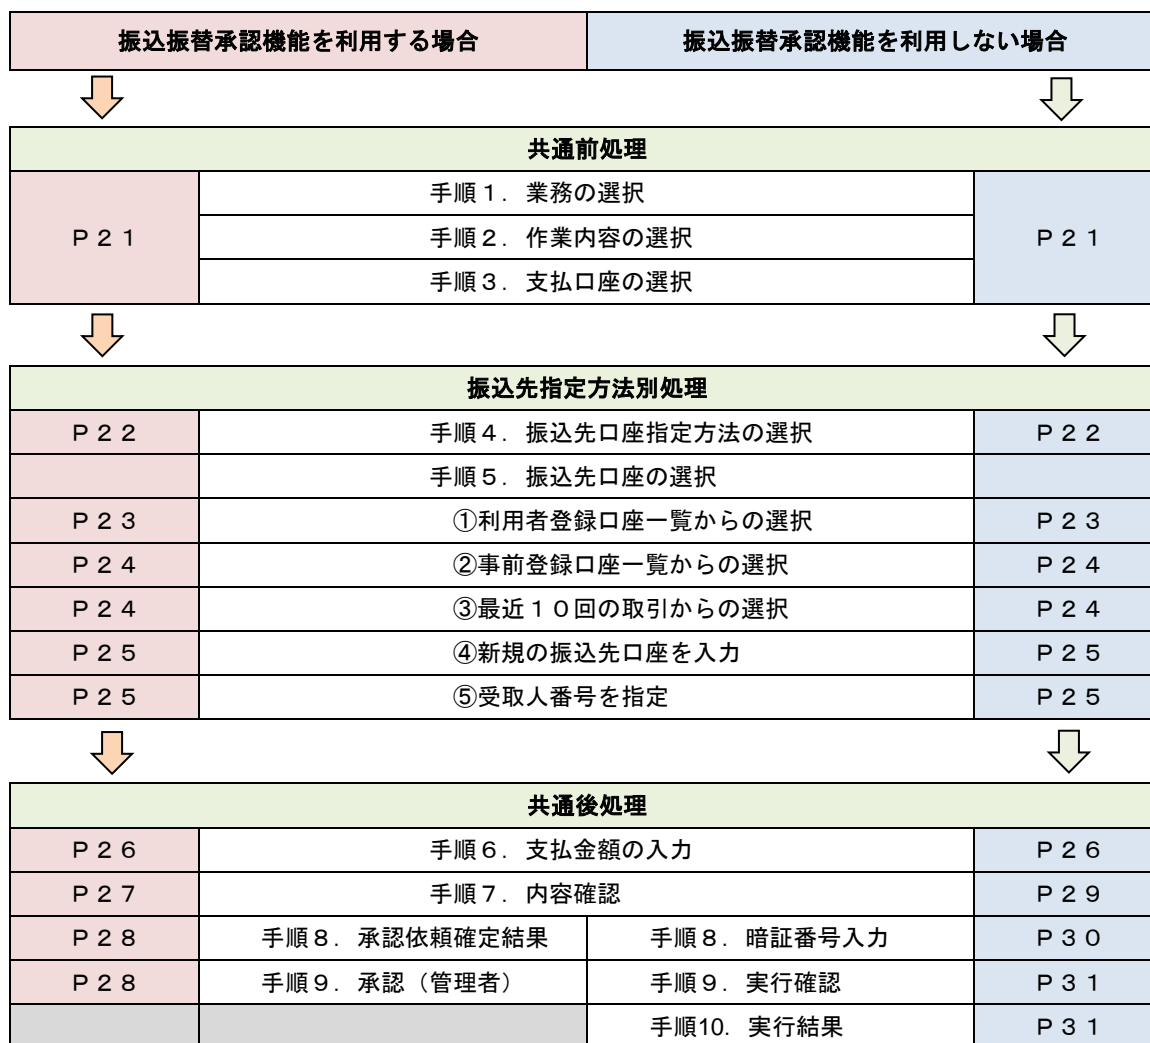 振込振替承認機能を利用する場合 振込振替承認機能を利用しない場合
共通前処理
手順１．業務の選択
Ｐ２１ 手順２．作業内容の選択 Ｐ２１
手順３．支払口座の選択
振込先指定方法別処理
Ｐ２２ 手順４．振込先口座指定方法の選択 Ｐ２２
手順５．振込先口座の選択
Ｐ２３ ①利用者登録口座一覧からの選択 Ｐ２３
Ｐ２４ ②事前登録口座一覧からの選択 Ｐ２４
Ｐ２４ ③最近１０回の取引からの選択 Ｐ２４
Ｐ２５ ④新規の振込先口座を入力 Ｐ２５
Ｐ２５ ⑤受取人番号を指定 Ｐ２５
共通後処理
Ｐ２６ 手順６．支払金額の入力 Ｐ２６
Ｐ２７ 手順７．内容確認 Ｐ２９
Ｐ２８ 手順８．承認依頼確定結果 手順８．暗証番号入力 Ｐ３０
Ｐ２８ 手順９．承認（管理者） 手順９．実行確認 Ｐ３１
手順10．実行結果 Ｐ３１